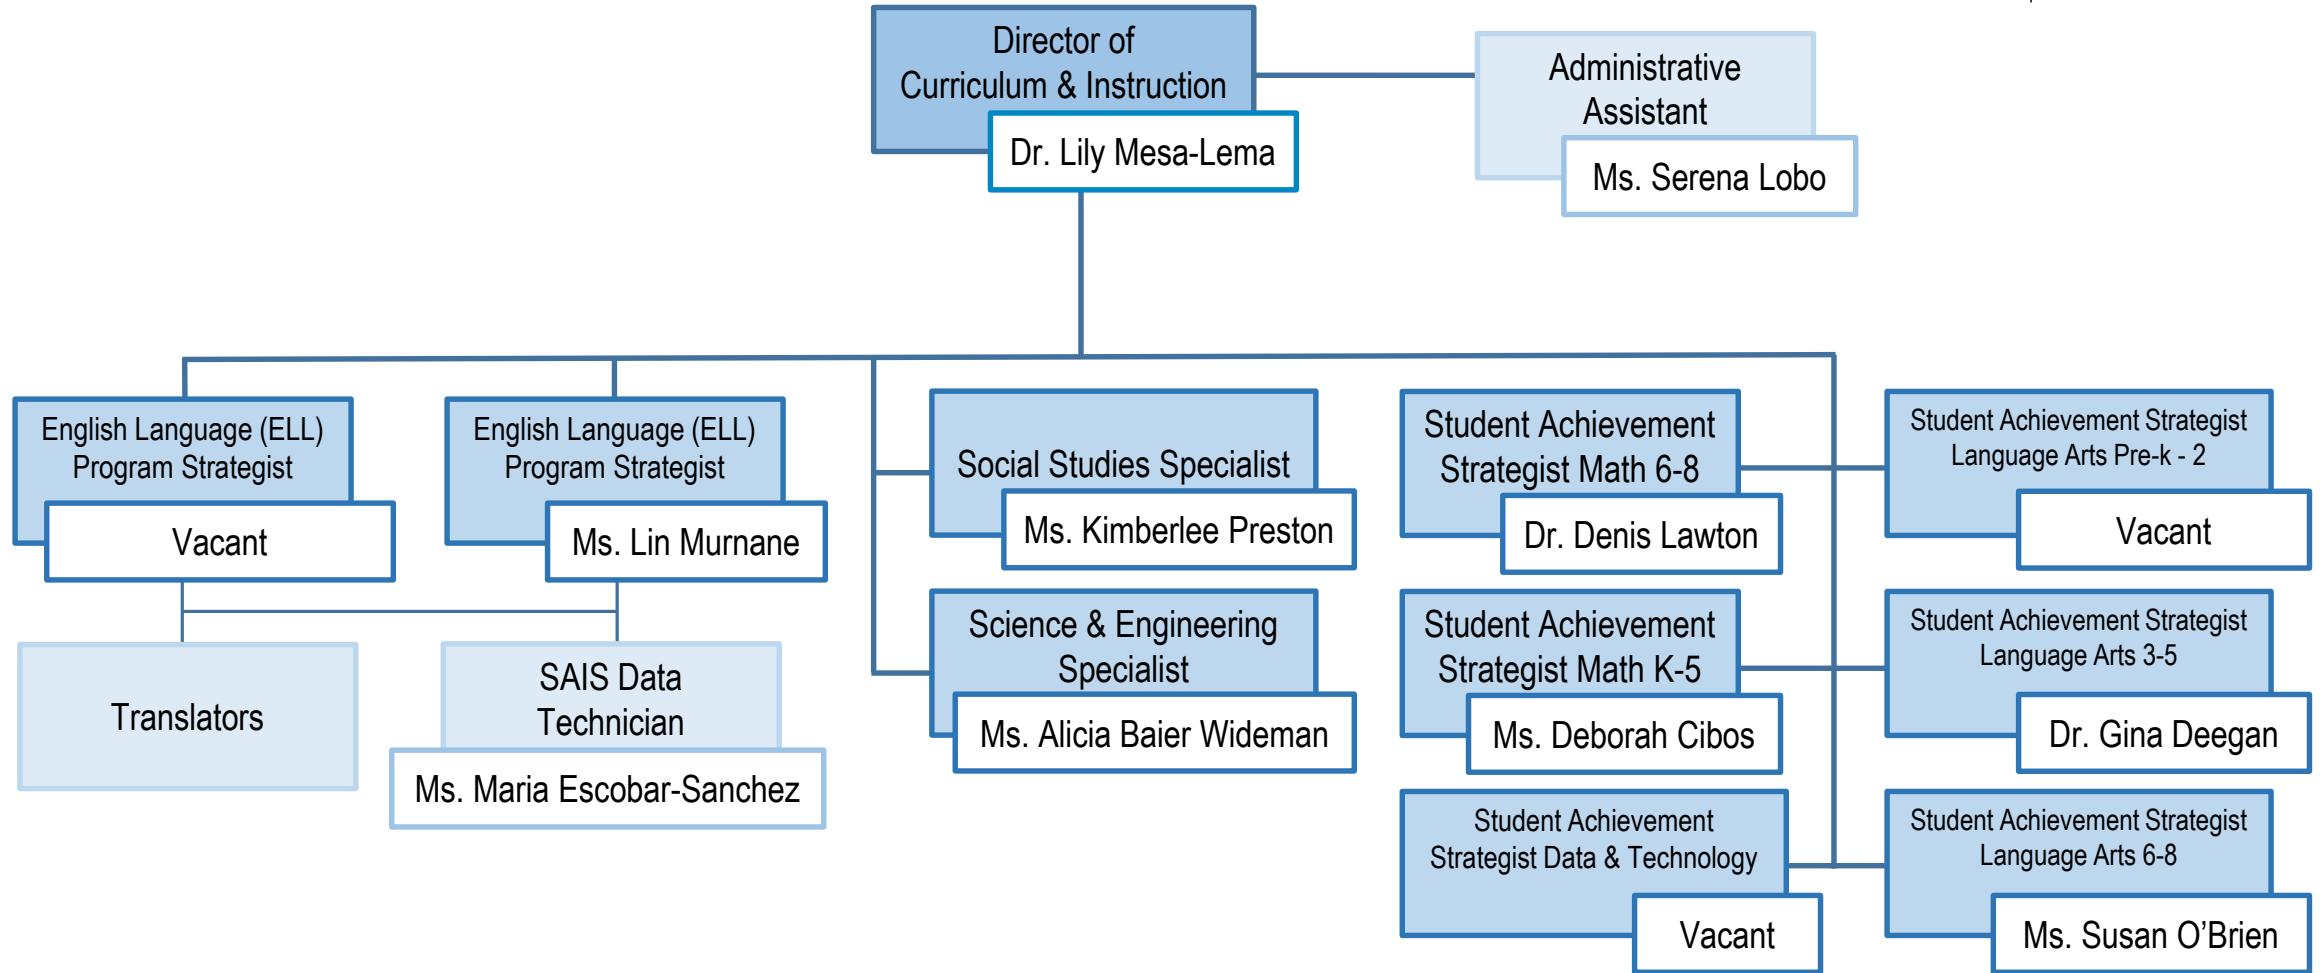 Director of
Curriculum & Instruction
Dr. Lily Mesa-Lema
Administrative
Assistant
Ms. Serena Lobo
English Language (ELL)
Program Strategist
Vacant
English Language (ELL)
Program Strategist
Ms. Lin Murnane
Translators
SAIS Data
Technician
Ms. Maria Escobar-Sanchez
Social Studies Specialist
Ms. Kimberlee Preston
Science & Engineering
Specialist
Ms. Alicia Baier Wideman
Student Achievement
Strategist Math 6-8
Dr. Denis Lawton
Student Achievement
Strategist Math K-5
Ms. Deborah Cibos
Student Achievement
Strategist Data & Technology
Vacant
Student Achievement Strategist
Language Arts Pre-k - 2
Vacant
Student Achievement Strategist
Language Arts 3-5
Dr. Gina Deegan
Student Achievement Strategist
Language Arts 6-8
Ms. Susan O’Brien